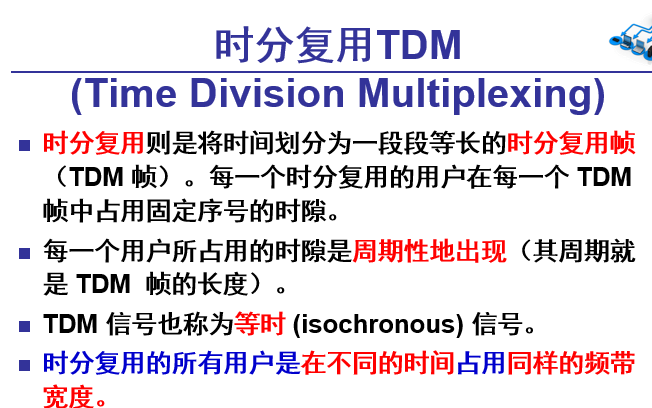 时分复用TDM
(Time Division Multiplexing)
时分复用则是将时间划分为一段段等长的时分复用帧
（TDM 帧）。每一个时分复用的用户在每一个 TDM
帧中占用固定序号的时隙。
每一个用户所占用的时隙是周期性地出现（其周期就
是 TDM 帧的长度）。
TDM 信号也称为等时 (isochronous) 信号。
时分复用的所有用户是在不同的时间占用同样的频带
宽度。